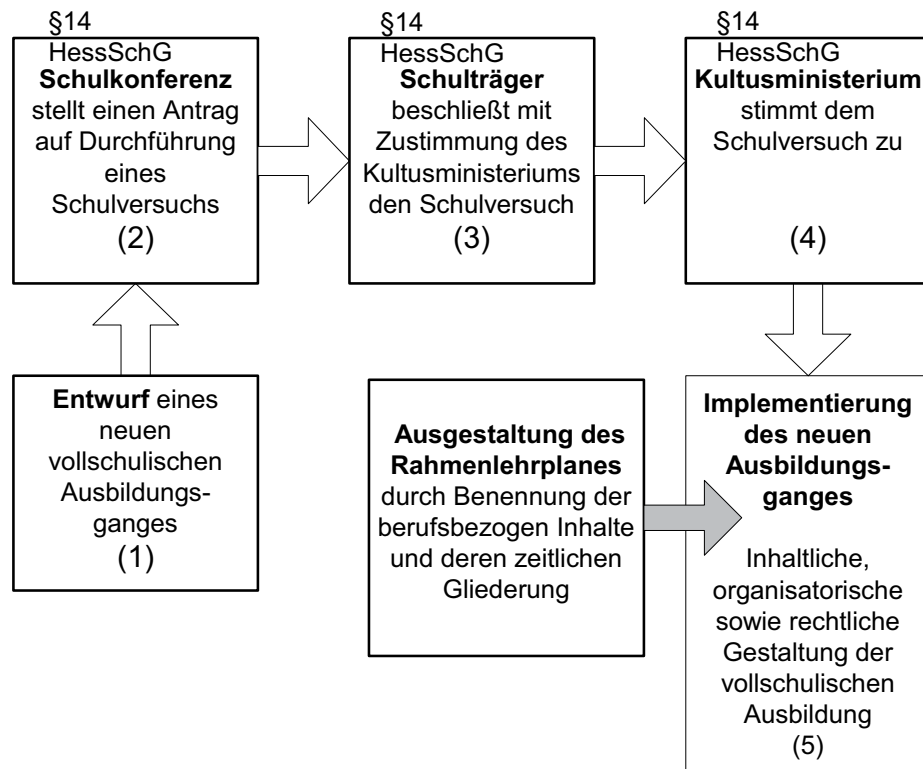 §14
HessSchG
Schulkonferenz
stellt einen Antrag
auf Durchführung
eines
Schulversuchs
(2)
§14
HessSchG
Schulträger
beschließt mit
Zustimmung des
Kultusministeriums
den Schulversuch
(3)
§14
HessSchG
Kultusministerium
stimmt dem
Schulversuch zu
(4)
Entwurf eines
neuen
vollschulischen
Ausbildungs-
ganges
(1)
Ausgestaltung des
Rahmenlehrplanes
durch Benennung der
berufsbezogen Inhalte
und deren zeitlichen
Gliederung
Implementierung
des neuen
Ausbildungs-
ganges
Inhaltliche,
organisatorische
sowie rechtliche
Gestaltung der
vollschulischen
Ausbildung
(5)